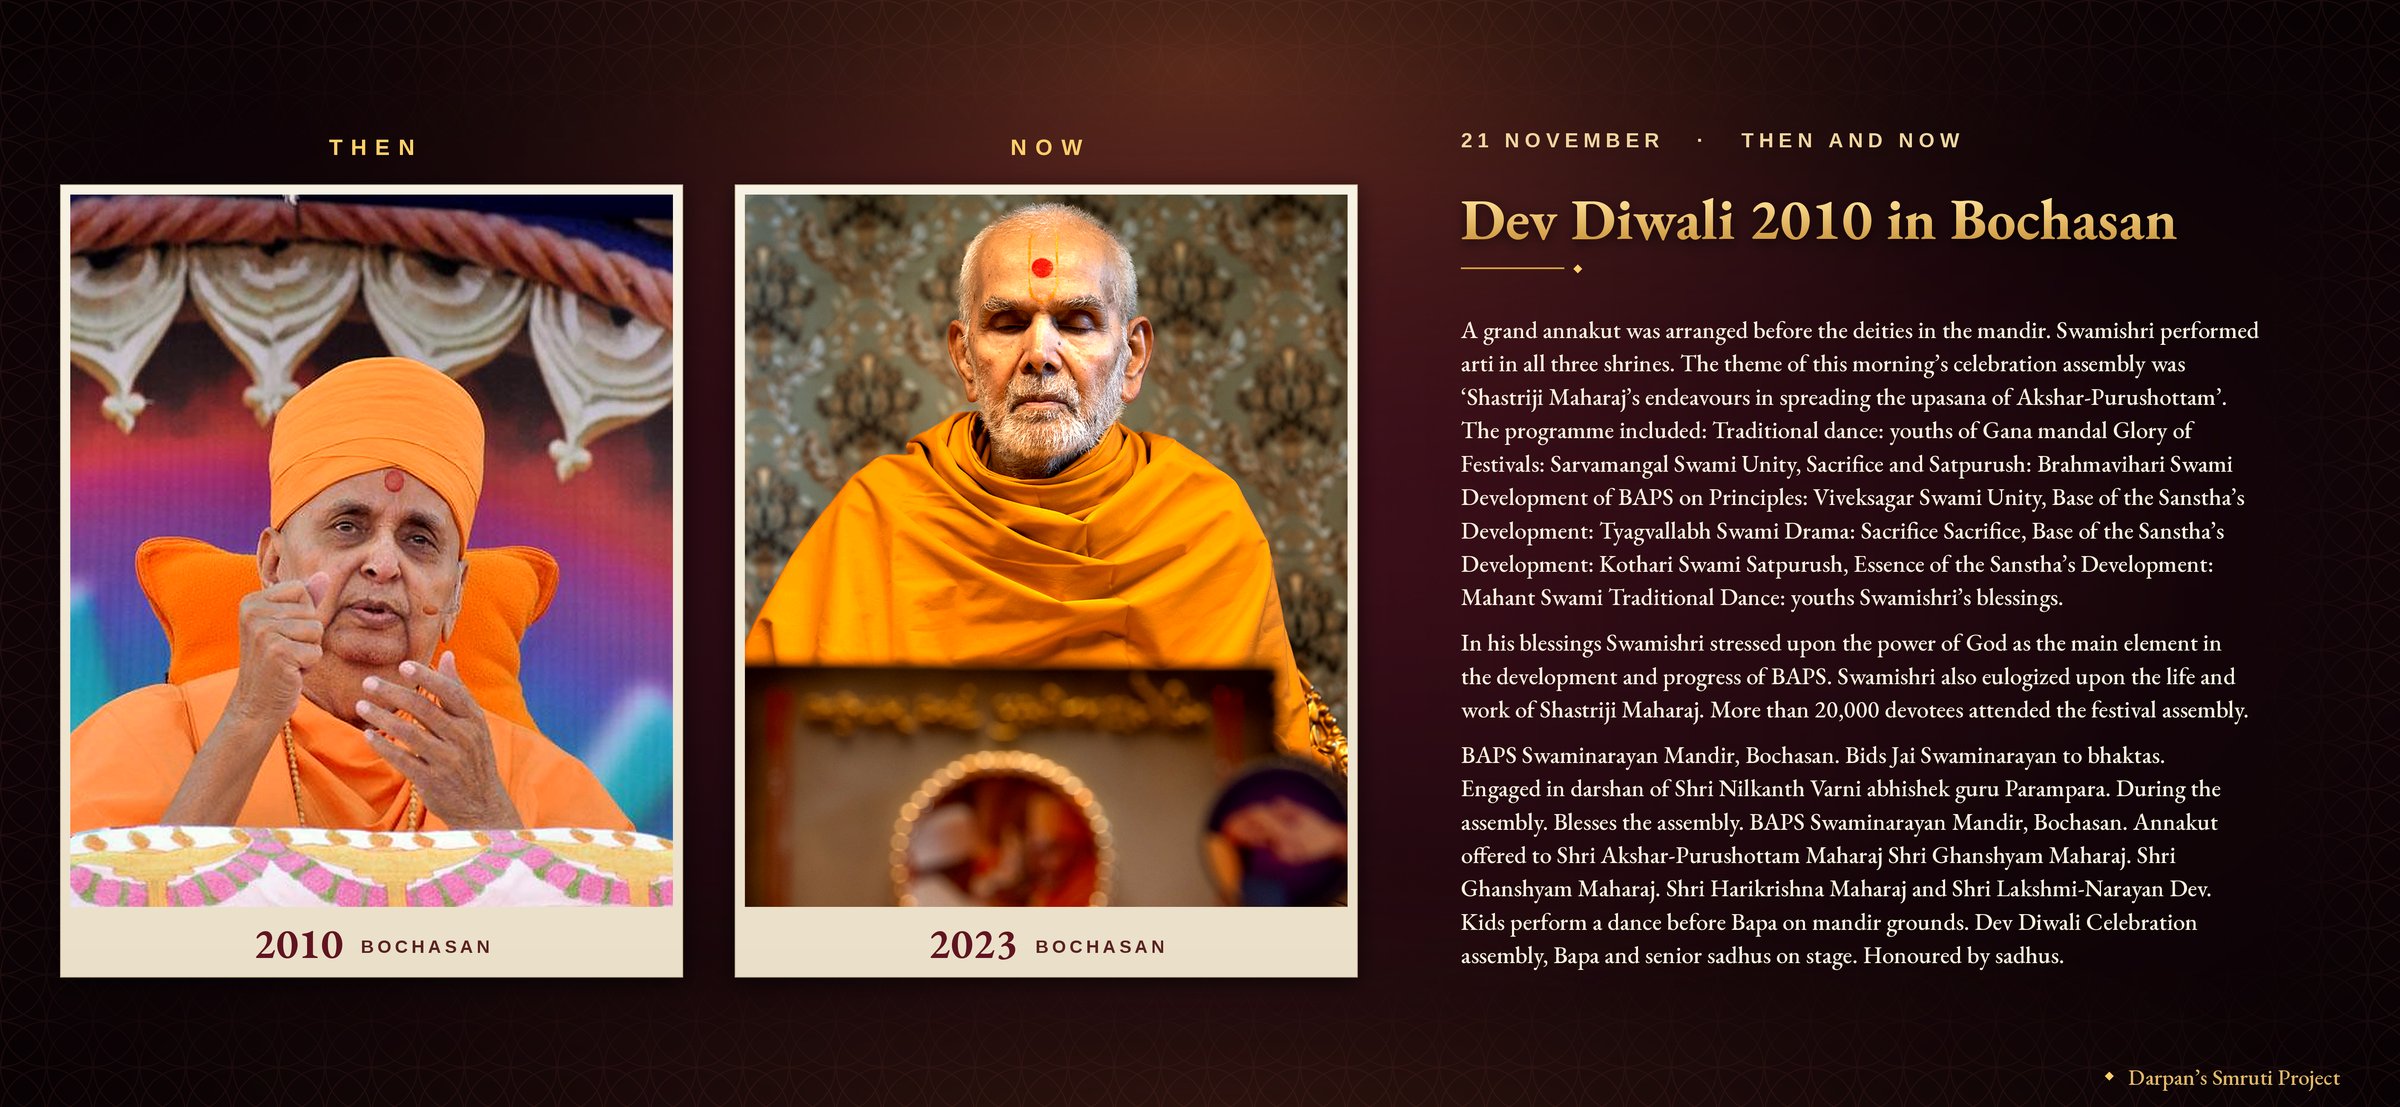 THEN
2010 BOCHASAN
NOW
2023 BOCHASAN
21 NOVEMBER · THEN AND NOW
Dev Diwali 2010 in Bochasan
A grand annakut was arranged before the deities in the mandir. Swamishri performed
arti in all three shrines. The theme of this morning’s celebration assembly was
‘Shastriji Maharaj’s endeavours in spreading the upasana of Akshar-Purushottam’.
The programme included: Traditional dance: youths of Gana mandal Glory of
Festivals: Sarvamangal Swami Unity, Sacrifice and Satpurush: Brahmavihari Swami
Development of BAPS on Principles: Viveksagar Swami Unity, Base of the Sanstha’s
Development: Tyagvallabh Swami Drama: Sacrifice Sacrifice, Base of the Sanstha’s
Development: Kothari Swami Satpurush, Essence of the Sanstha’s Development:
Mahant Swami Traditional Dance: youths Swamishri’s blessings.
In his blessings Swamishri stressed upon the power of God as the main element in
the development and progress of BAPS. Swamishri also eulogized upon the life and
work of Shastriji Maharaj. More than 20,000 devotees attended the festival assembly.
BAPS Swaminarayan Mandir, Bochasan. Bids Jai Swaminarayan to bhaktas.
Engaged in darshan of Shri Nilkanth Varni abhishek guru Parampara. During the
assembly. Blesses the assembly. BAPS Swaminarayan Mandir, Bochasan. Annakut
offered to Shri Akshar-Purushottam Maharaj Shri Ghanshyam Maharaj. Shri
Ghanshyam Maharaj. Shri Harikrishna Maharaj and Shri Lakshmi-Narayan Dev.
Kids perform a dance before Bapa on mandir grounds. Dev Diwali Celebration
assembly, Bapa and senior sadhus on stage. Honoured by sadhus.
Darpan’s Smruti Project